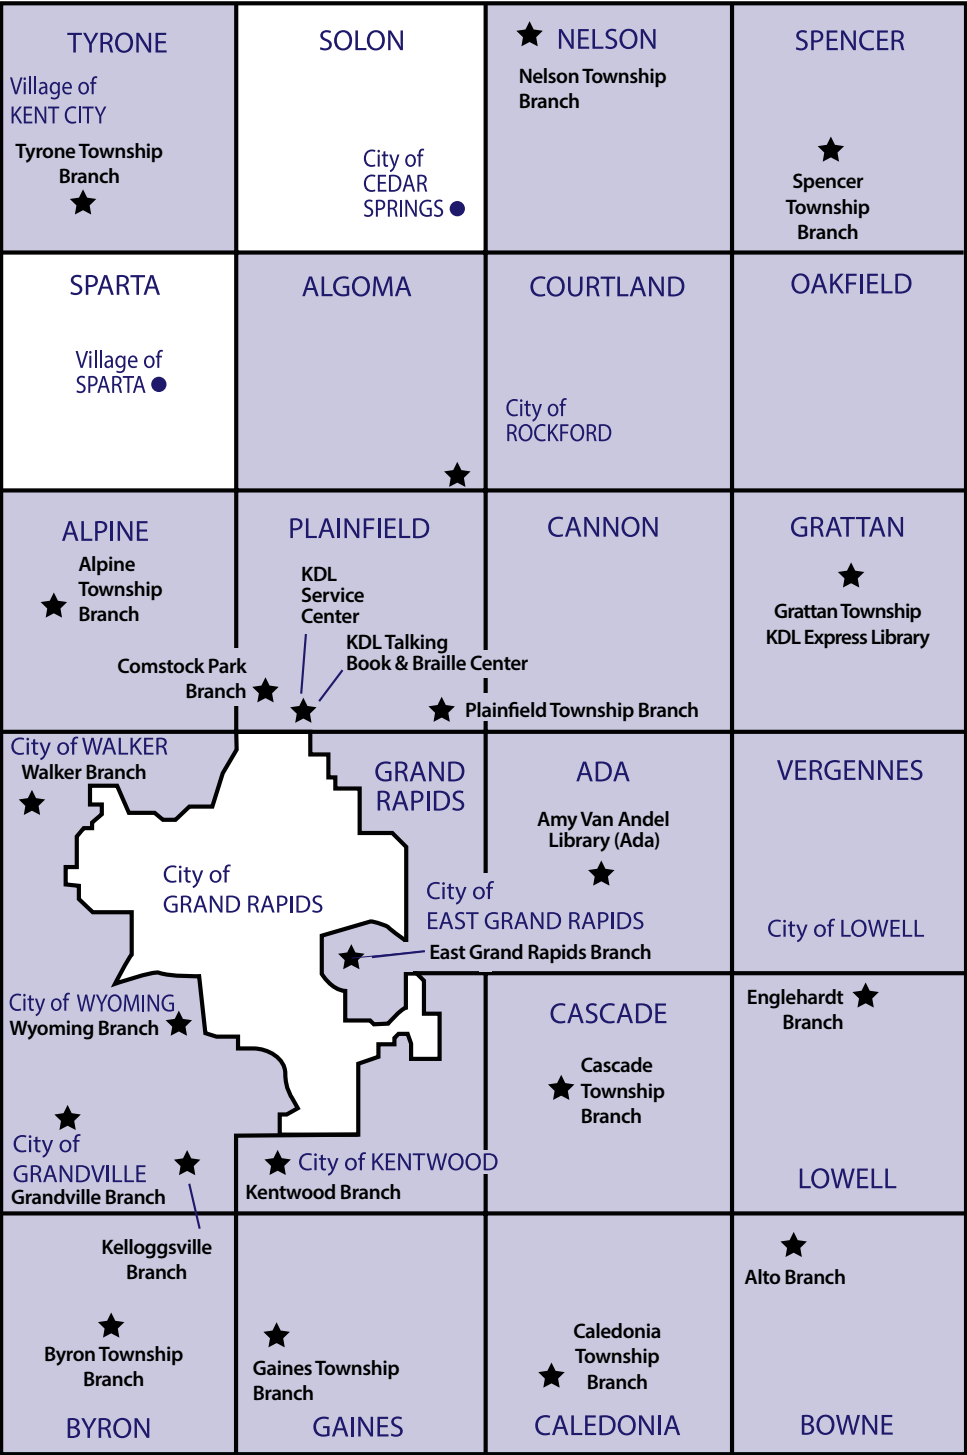 TYRONE
SOLON
NELSON
SPENCER
Village of
KENT CITY
Nelson Township
Branch
Tyrone Township
Branch
City of
CEDAR
SPRINGS
Spencer
Township
Branch
SPARTA
ALGOMA
COURTLAND
OAKFIELD
Village of
SPARTA
City of
ROCKFORD
ALPINE
PLAINFIELD
CANNON
GRATTAN
Alpine
Township
Branch
KDL
Service
Center
Grattan Township
KDL Express Library
KDL Talking
Book & Braille Center
Comstock Park
Branch
Plainfield Township Branch
City of WALKER
Walker Branch
GRAND
RAPIDS
ADA
VERGENNES
Amy Van Andel
Library (Ada)
City of
GRAND RAPIDS
City of
EAST GRAND RAPIDS
East Grand Rapids Branch
City of LOWELL
City of WYOMING
Wyoming Branch
CASCADE
Englehardt
Branch
Cascade
Township
Branch
City of
GRANDVILLE
Grandville Branch
City of KENTWOOD
Kentwood Branch
LOWELL
Kelloggsville
Branch
Alto Branch
Byron Township
Branch
Gaines Township
Branch
Caledonia
Township
Branch
BYRON
GAINES
CALEDONIA
BOWNE